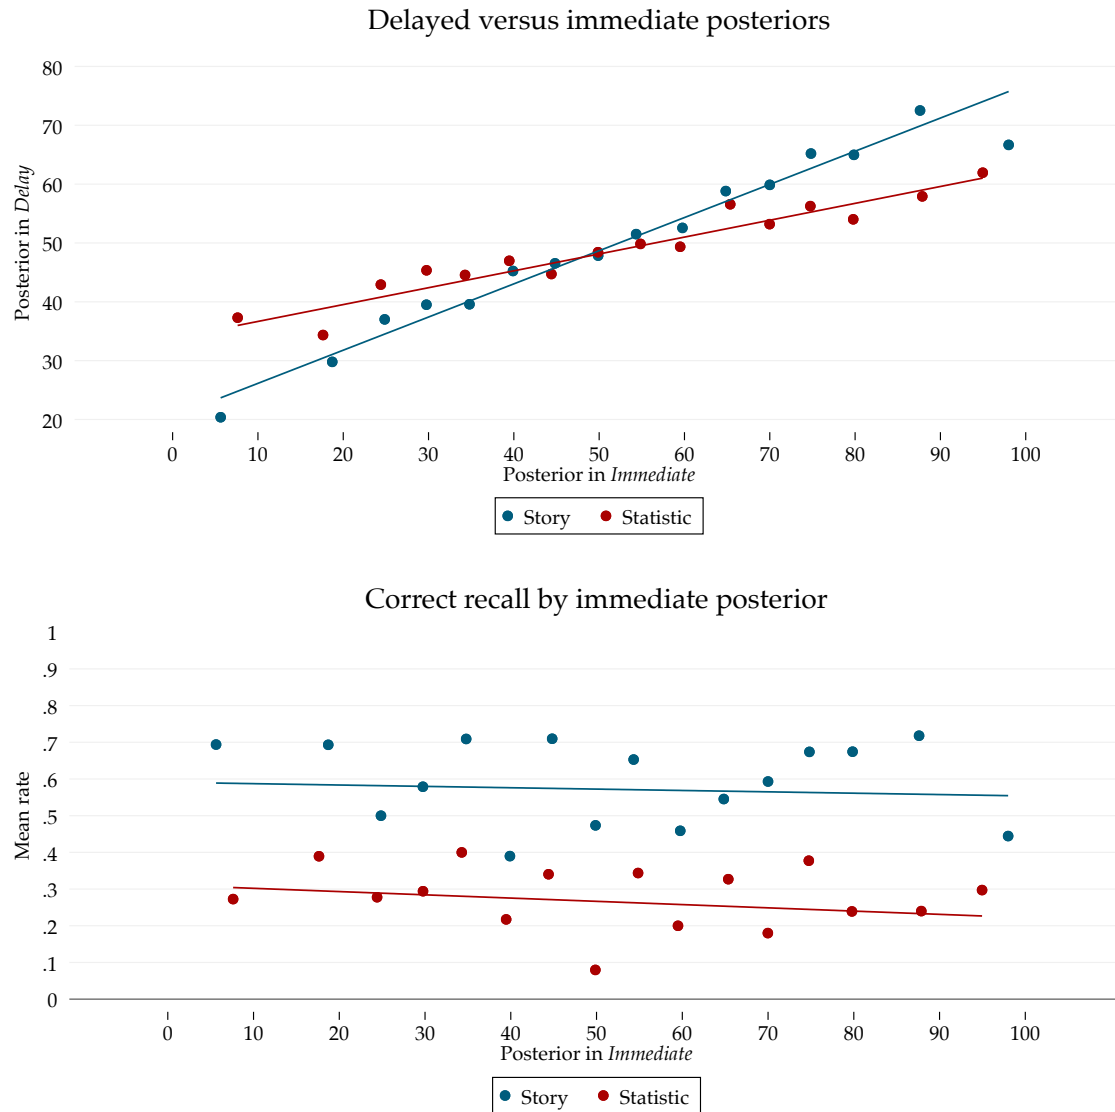 Delayed versus immediate posteriors
80
70
60
50
40
30
20
Posterior in Delay
0 10 20 30 40 50 60 70 80 90 100
Posterior in Immediate
Story Statistic
Correct recall by immediate posterior
1
.9
.8
.7
.6
.5
.4
.3
.2
.1
0
Mean rate
0 10 20 30 40 50 60 70 80 90 100
Posterior in Immediate
Story Statistic